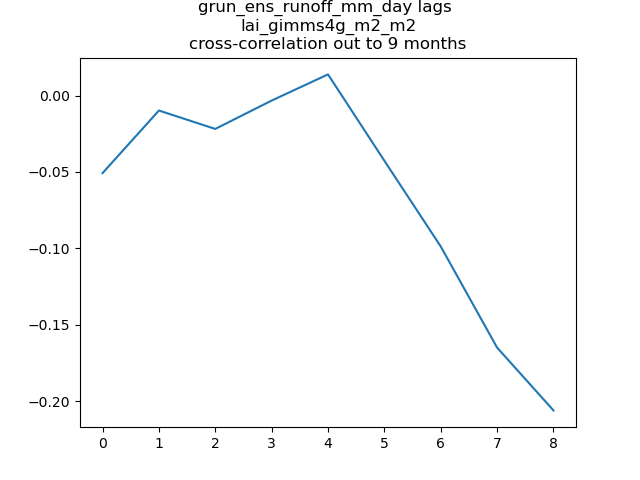 grun_ens_runoff_mm_day lags
lai_gimms4g_m2_m2
cross-correlation out to 9 months
0.00
−0.05
−0.10
−0.15
−0.20
0 1 2 3 4 5 6 7 8